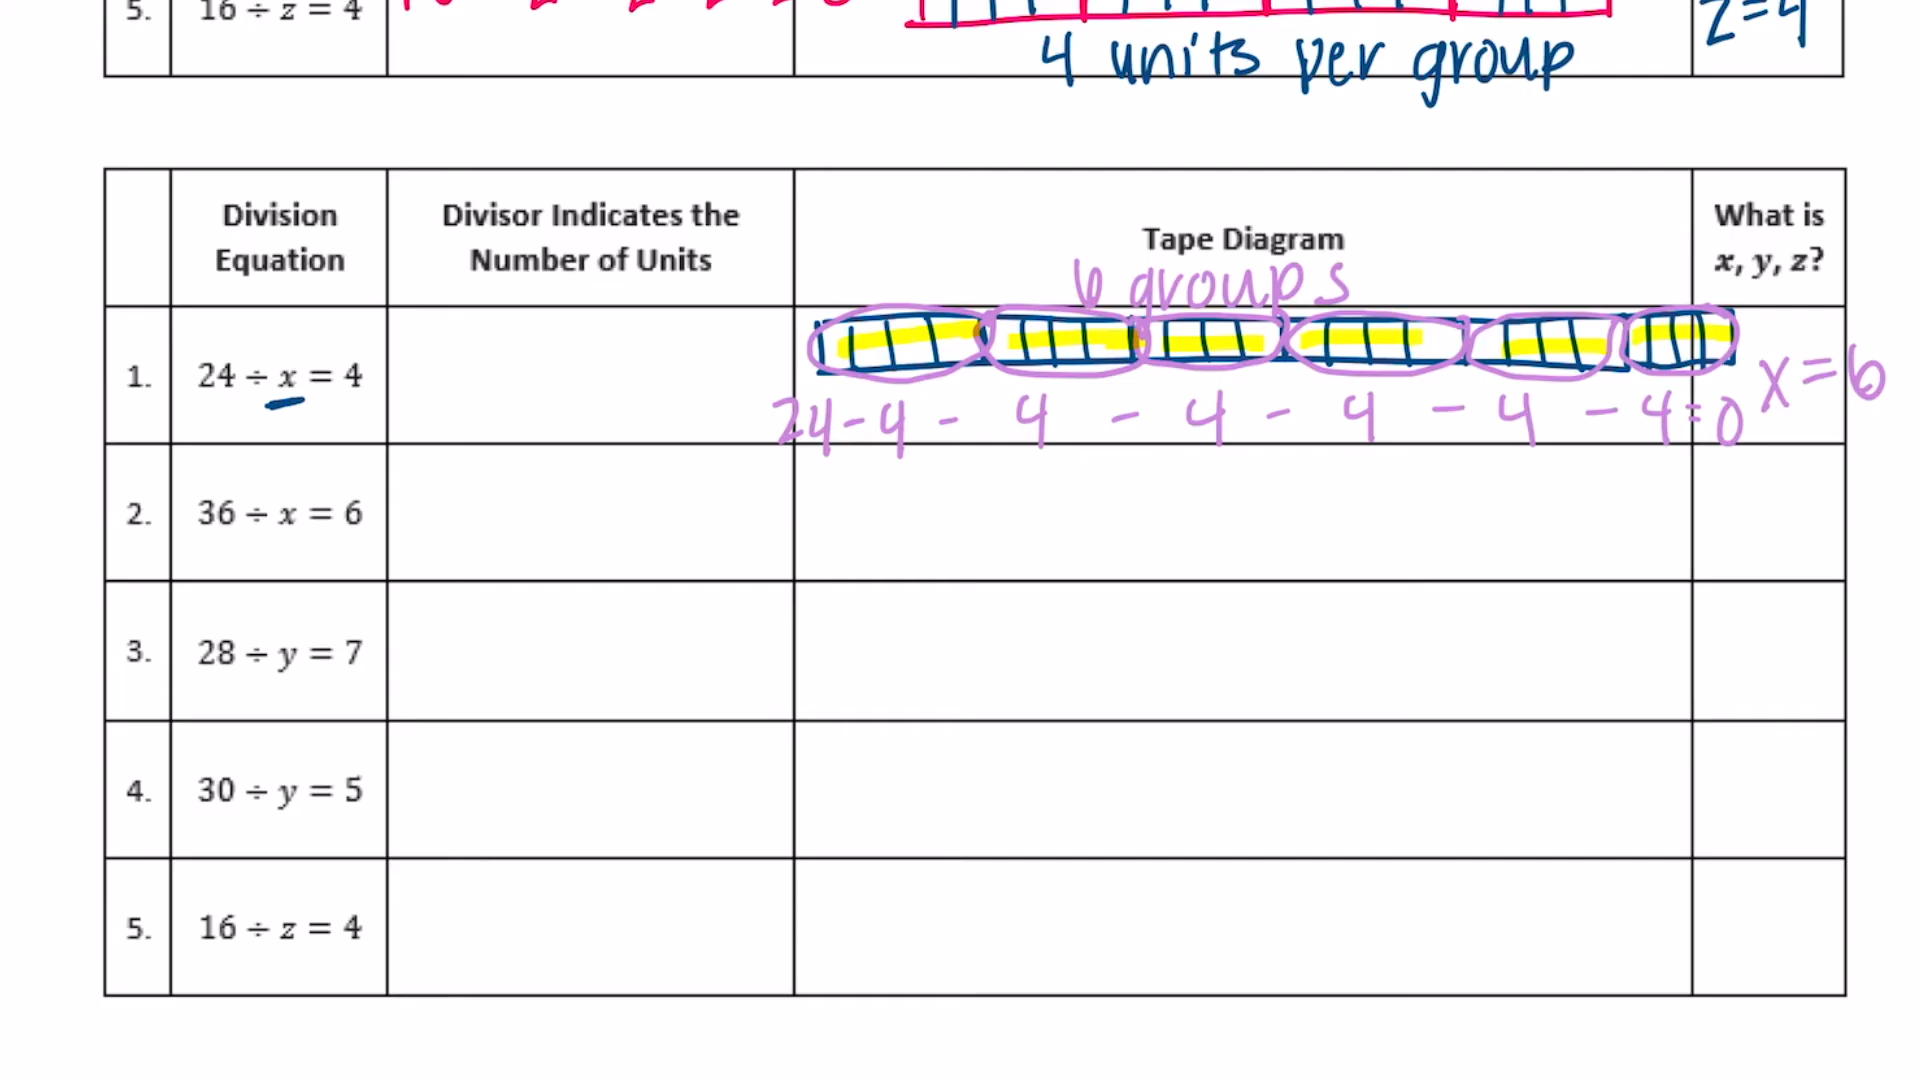 5. 16 ÷ z = 4
z=4
4 units per group
Division Equation
Divisor Indicates the Number of Units
Tape Diagram
What is x, y, z?
6 groups
1. 24 ÷ x = 4
x=6
24-4 - 4 - 4 - 4 - 4 - 4=0
2. 36 ÷ x = 6
3. 28 ÷ y = 7
4. 30 ÷ y = 5
5. 16 ÷ z = 4